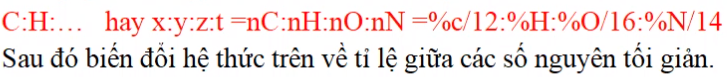 C:H:… hay x:y:z:t =nC:nH:nO:nN =%c/12:%H:%O/16:%N/14
Sau đó biến đổi hệ thức trên về tỉ lệ giữa các số nguyên tối giản.